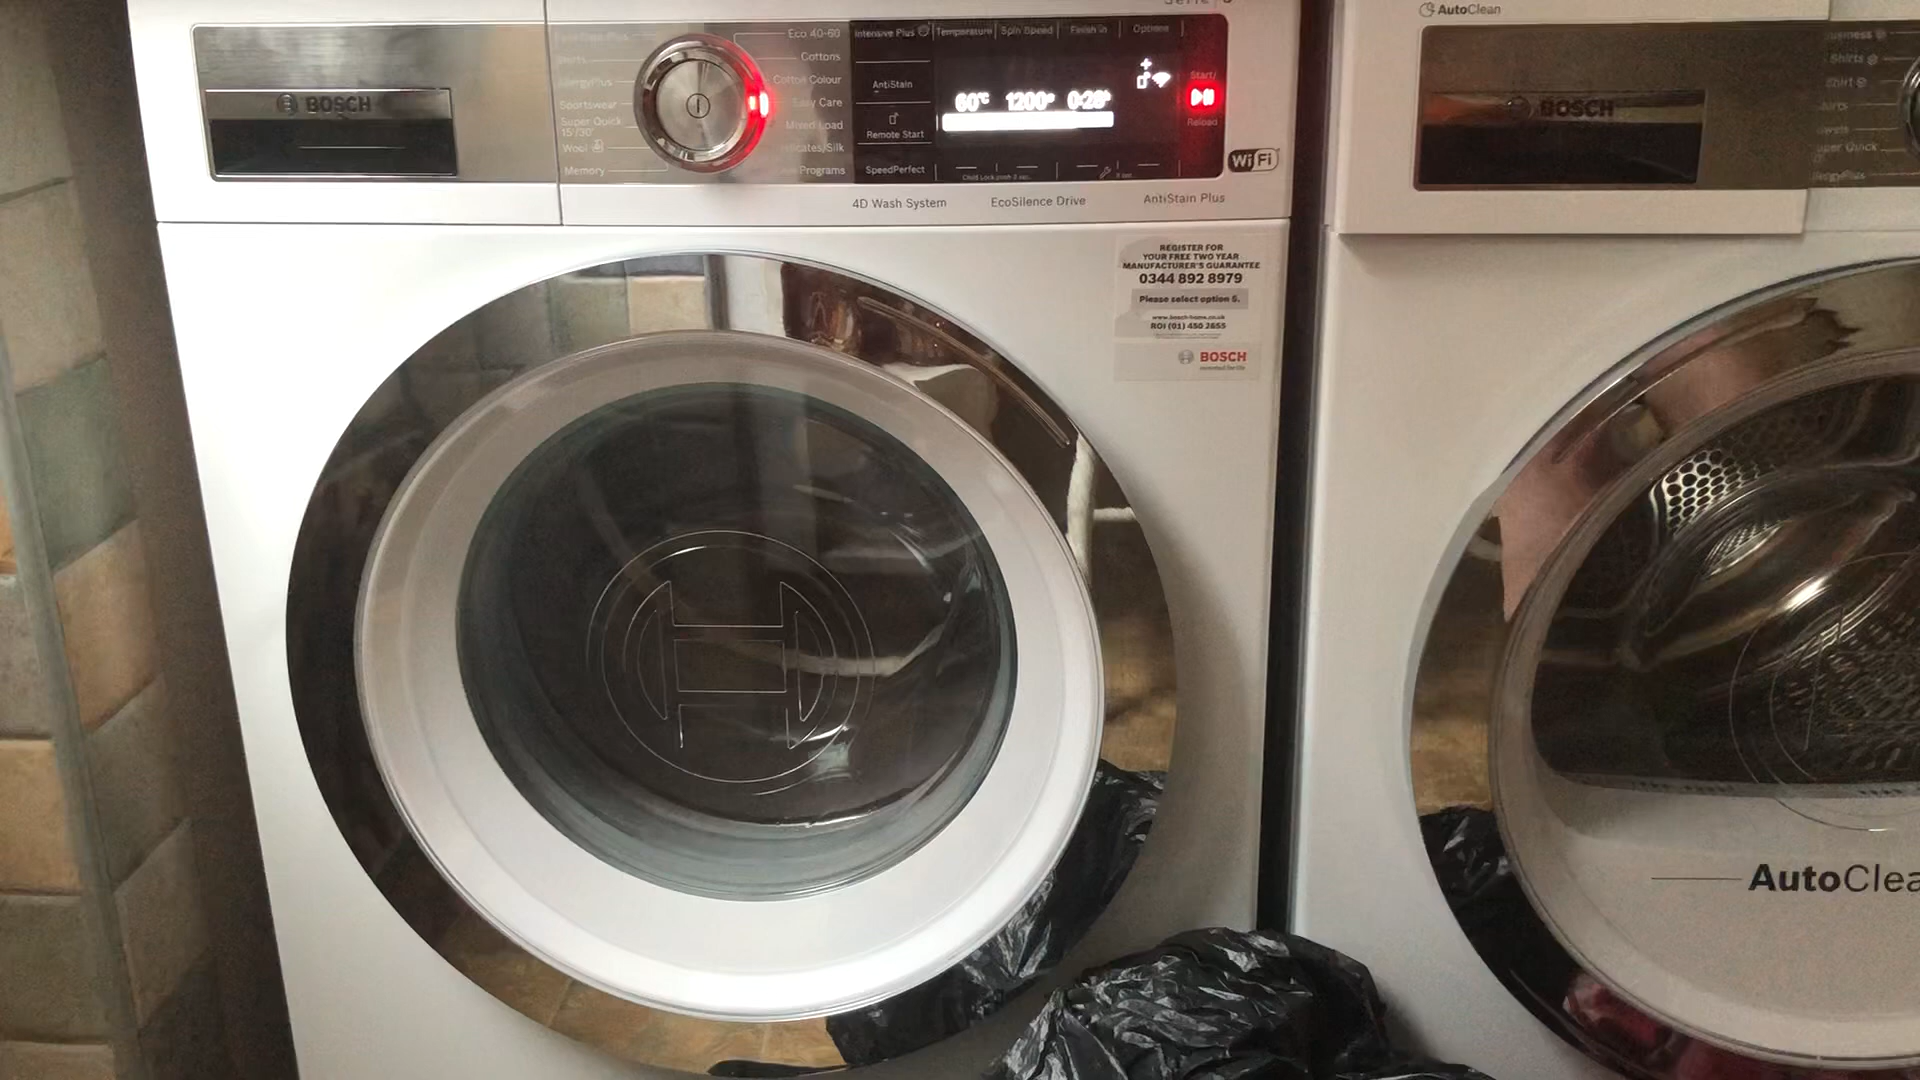 AutoClean
Eco 40-60
Cottons
Cotton Colour
Easy Care
Mixed Load
AllergyPlus
Sportswear
Super Quick
15'/30'
Wool
Memory
Programs
Intensive Plus
AntiStain
Remote Start
SpeedPerfect
Temperature
Spin Speed
Finish in
Options
60°C 1200 0:28
Start/
Reload
WiFi
BOSCH
BOSCH
Shirts
4D Wash System
EcoSilence Drive
AntiStain Plus
REGISTER FOR
YOUR FREE TWO YEAR
MANUFACTURER'S GUARANTEE
0344 892 8979
Please select option 5.
www.bosch-home.co.uk
ROI (01) 450 2655
BOSCH
AutoClea